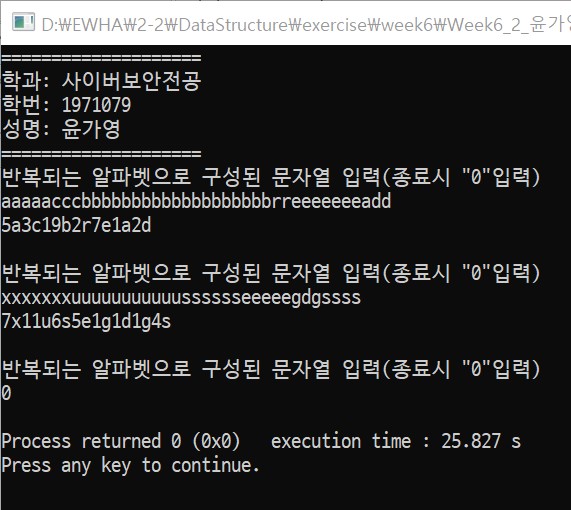 D:\EWHA\2-2\DataStructure\exercise\week6\Week6_2_윤가영
====================
학과: 사이버보안전공
학번: 1971079
성명: 윤가영
====================
반복되는 알파벳으로 구성된 문자열 입력(종료시 "0"입력)
aaaaacccbbbbbbbbbbbbbbbbbbbrreeeeeeeadd
5a3c19b2r7e1a2d

반복되는 알파벳으로 구성된 문자열 입력(종료시 "0"입력)
xxxxxxxuuuuuuuuuuusssssseeeeegdgssss
7x11u6s5e1g1d1g4s

반복되는 알파벳으로 구성된 문자열 입력(종료시 "0"입력)
0

Process returned 0 (0x0)   execution time : 25.827 s
Press any key to continue.